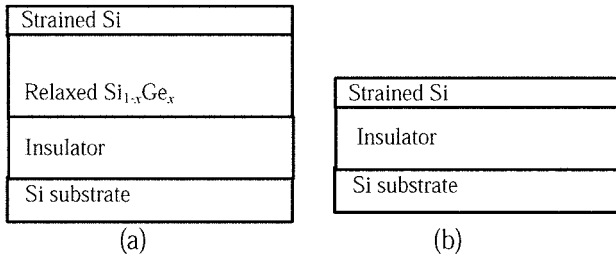 Strained Si
Relaxed Si₁₋ₓGeₓ
Insulator
Si substrate
(a)
Strained Si
Insulator
Si substrate
(b)